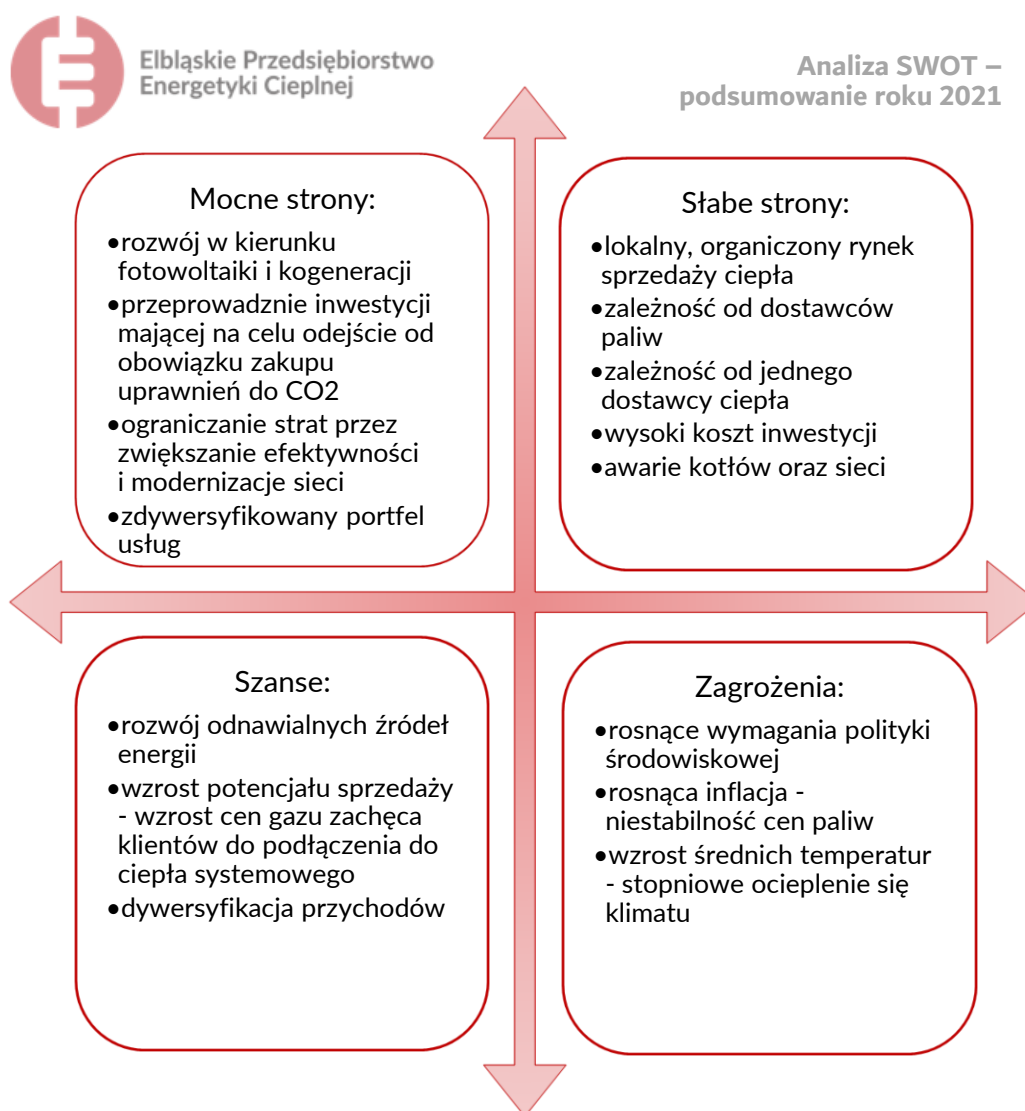 Elbląskie Przedsiębiorstwo
Energetyki Cieplnej
Analiza SWOT –
podsumowanie roku 2021
Mocne strony:
•rozwój w kierunku
fotowoltaiki i kogeneracji
•przeprowadznie inwestycji
mającej na celu odejście od
obowiązku zakupu
uprawnień do CO2
•ograniczanie strat przez
zwiększanie efektywności
i modernizacje sieci
•zdywersyfikowany portfel
usług
Słabe strony:
•lokalny, organiczony rynek
sprzedaży ciepła
•zależność od dostawców
paliw
•zależność od jednego
dostawcy ciepła
•wysoki koszt inwestycji
•awarie kotłów oraz sieci
Szanse:
•rozwój odnawialnych źródeł
energii
•wzrost potencjału sprzedaży
- wzrost cen gazu zachęca
klientów do podłączenia do
ciepła systemowego
•dywersyfikacja przychodów
Zagrożenia:
•rosnące wymagania polityki
środowiskowej
•rosnąca inflacja -
niestabilność cen paliw
•wzrost średnich temperatur
- stopniowe ocieplenie się
klimatu